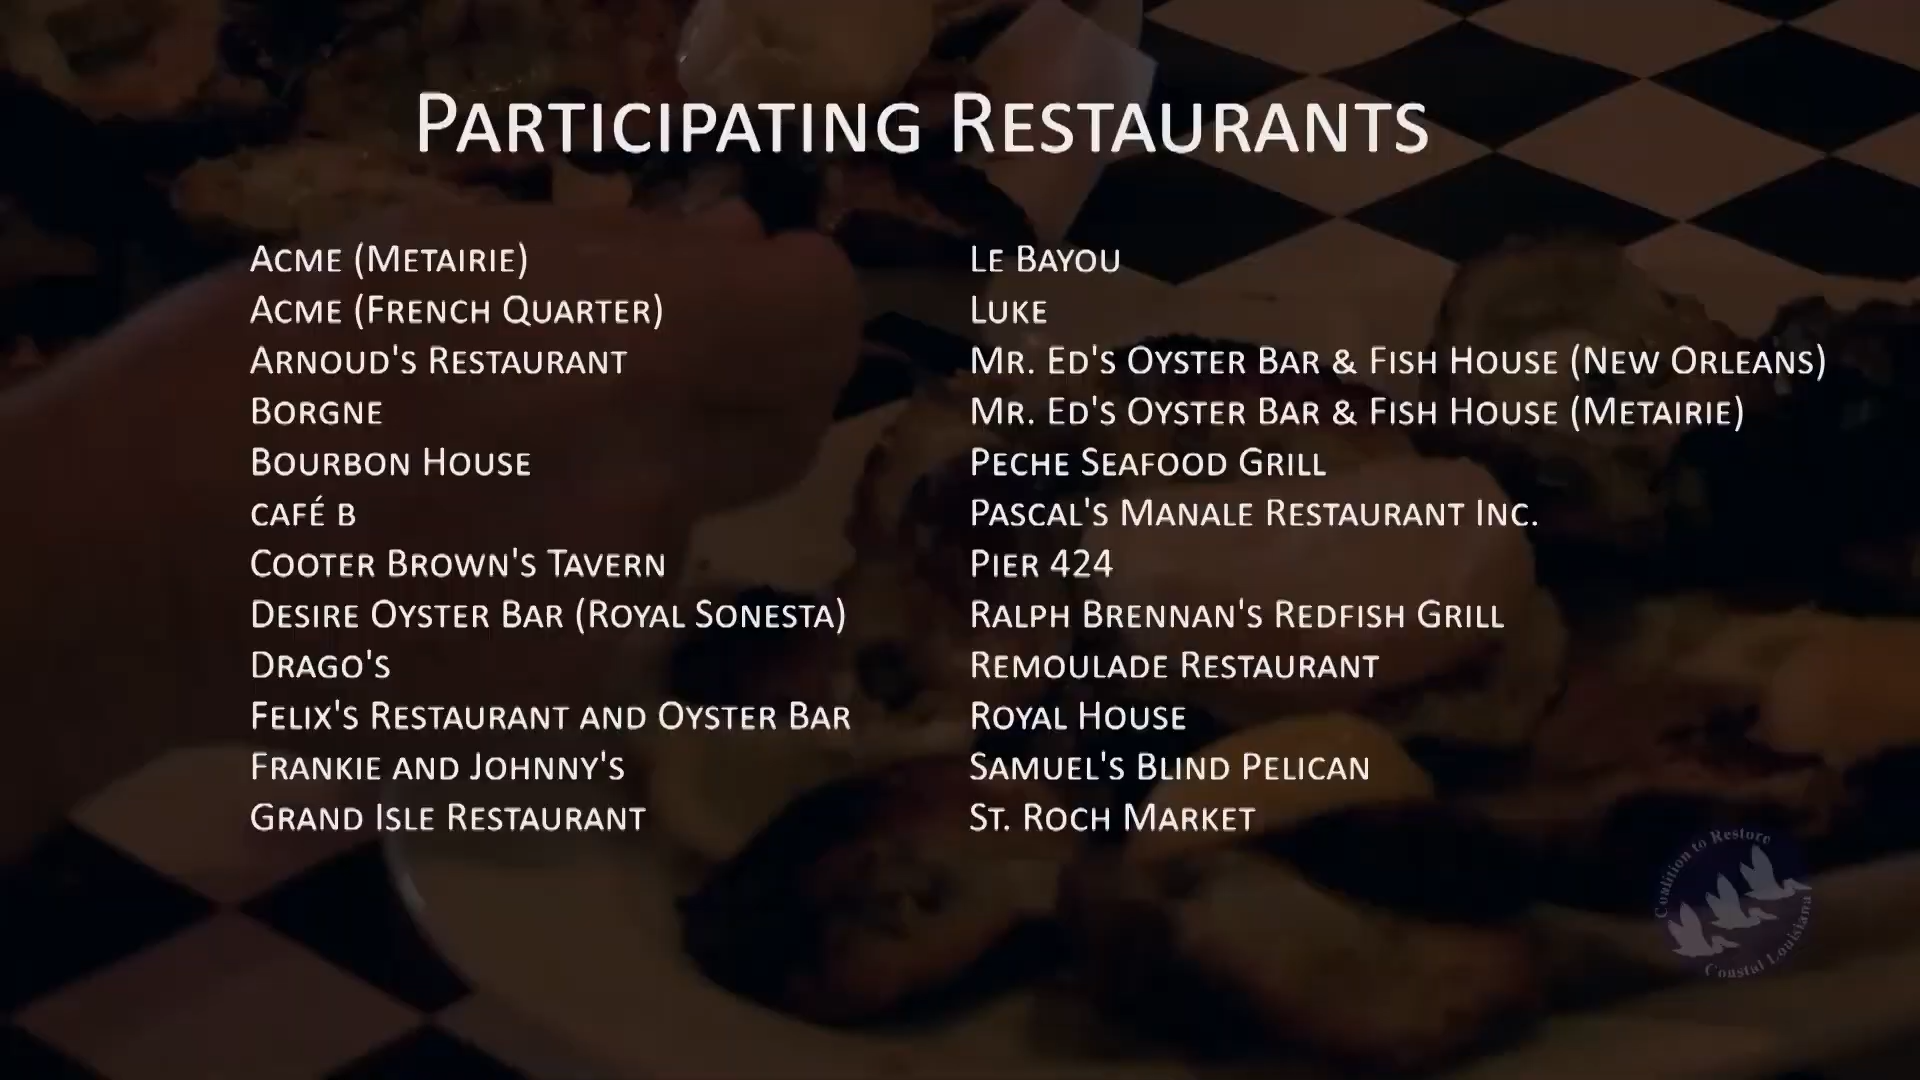 Participating Restaurants
Acme (Metairie)
Acme (French Quarter)
Arnoud's Restaurant
Borgne
Bourbon House
café b
Cooter Brown's Tavern
Desire Oyster Bar (Royal Sonesta)
Drago's
Felix's Restaurant and Oyster Bar
Frankie and Johnny's
Grand Isle Restaurant
Le Bayou
Luke
Mr. Ed's Oyster Bar & Fish House (New Orleans)
Mr. Ed's Oyster Bar & Fish House (Metairie)
Peche Seafood Grill
Pascal's Manale Restaurant Inc.
Pier 424
Ralph Brennan's Redfish Grill
Remoulade Restaurant
Royal House
Samuel's Blind Pelican
St. Roch Market
Coalition to Restore
Coastal Louisiana